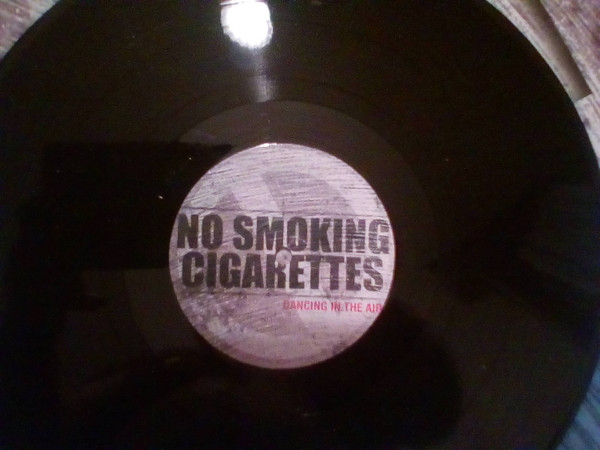 NO SMOKING
CIGARETTES
DANCING IN THE AIR